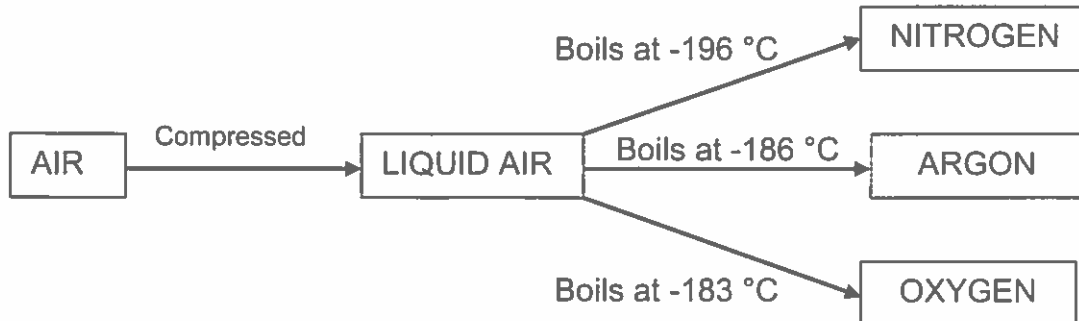 Boils at -196 °C
NITROGEN
AIR
Compressed
LIQUID AIR
Boils at -186 °C
ARGON
Boils at -183 °C
OXYGEN